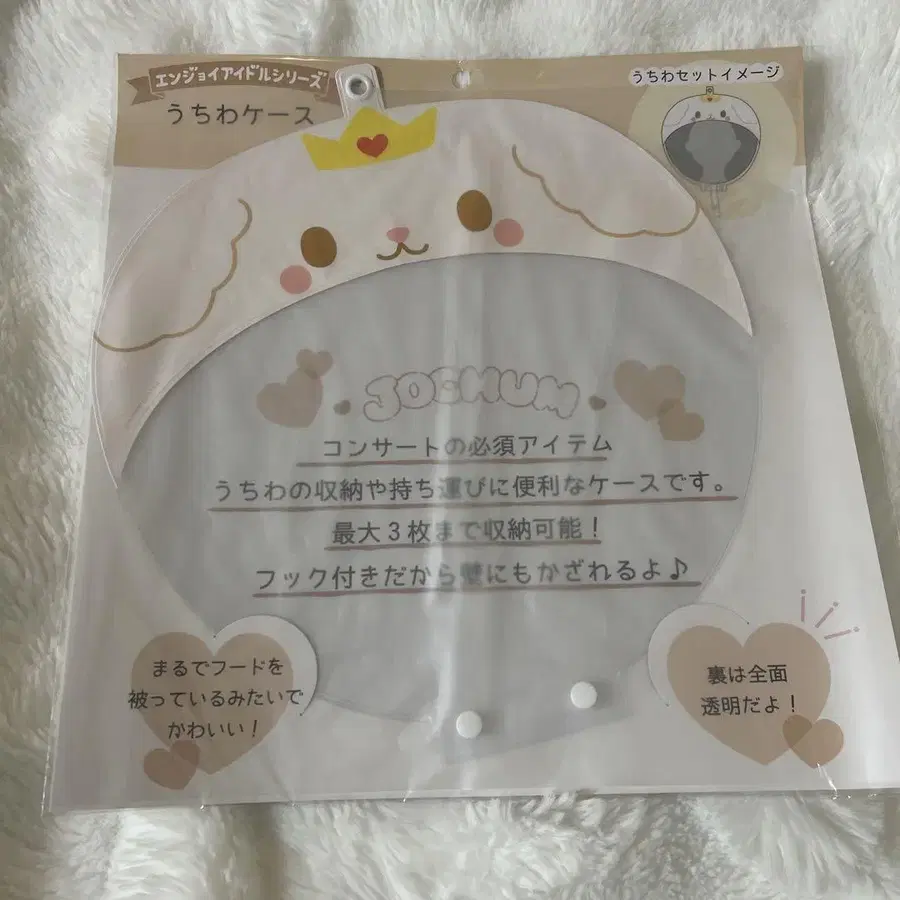 エンジョイアイドルシリーズ
うちわケース
うちわセットイメージ
JOCHUM
コンサートの必須アイテム
うちわの収納や持ち運びに便利なケースです。
最大3枚まで収納可能！
フック付きだから壁にもかざれるよ♪
まるでフードを
被っているみたいで
かわいい！
裏は全面
透明だよ！